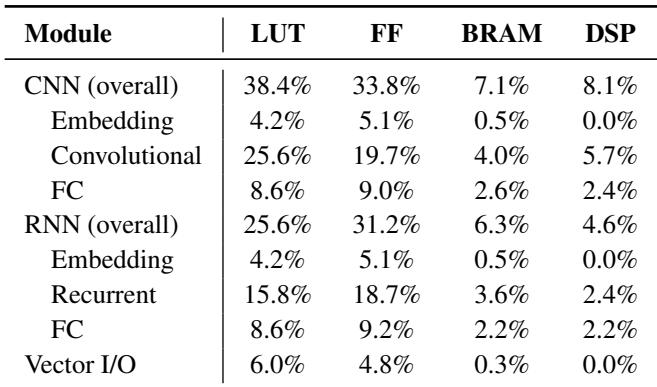 Module LUT FF BRAM DSP
CNN (overall) 38.4% 33.8% 7.1% 8.1%
Embedding 4.2% 5.1% 0.5% 0.0%
Convolutional 25.6% 19.7% 4.0% 5.7%
FC 8.6% 9.0% 2.6% 2.4%
RNN (overall) 25.6% 31.2% 6.3% 4.6%
Embedding 4.2% 5.1% 0.5% 0.0%
Recurrent 15.8% 18.7% 3.6% 2.4%
FC 8.6% 9.2% 2.2% 2.2%
Vector I/O 6.0% 4.8% 0.3% 0.0%